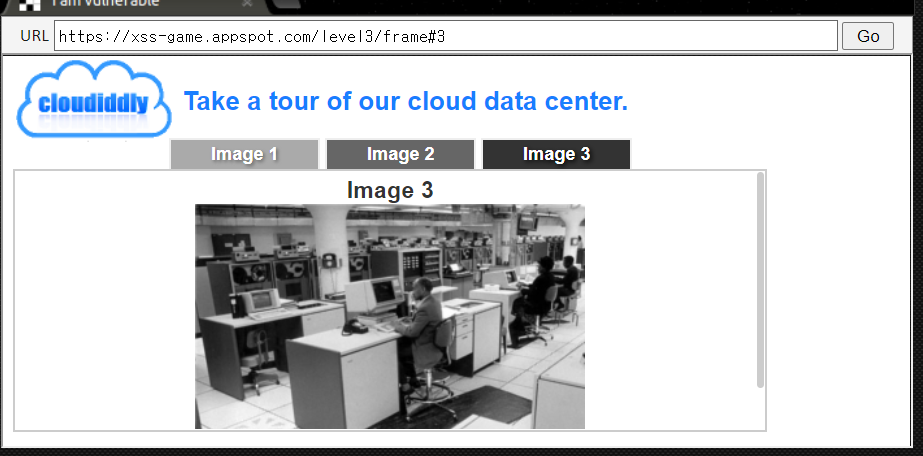 I am vulnerable
URL https://xss-game.appspot.com/level3/frame#3 Go
cloudiddly
Take a tour of our cloud data center.
Image 1 Image 2 Image 3
Image 3